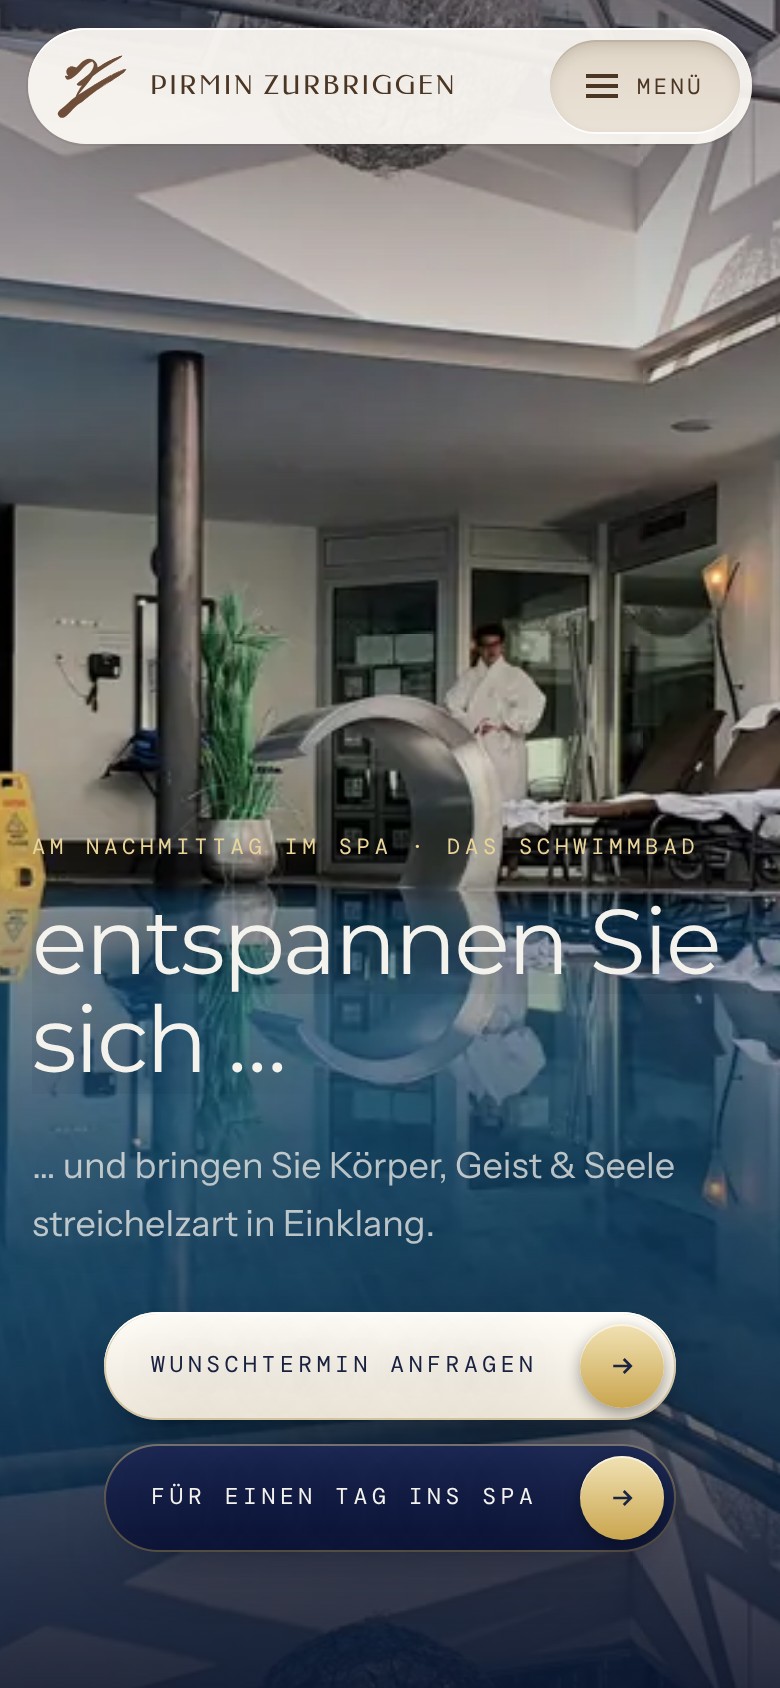 PIRMIN ZURBRIGGEN
MENÜ
AM NACHMITTAG IM SPA · DAS SCHWIMMBAD
entspannen Sie
sich ...
... und bringen Sie Körper, Geist & Seele
streichelzart in Einklang.
WUNSCHTERMIN ANFRAGEN
FÜR EINEN TAG INS SPA